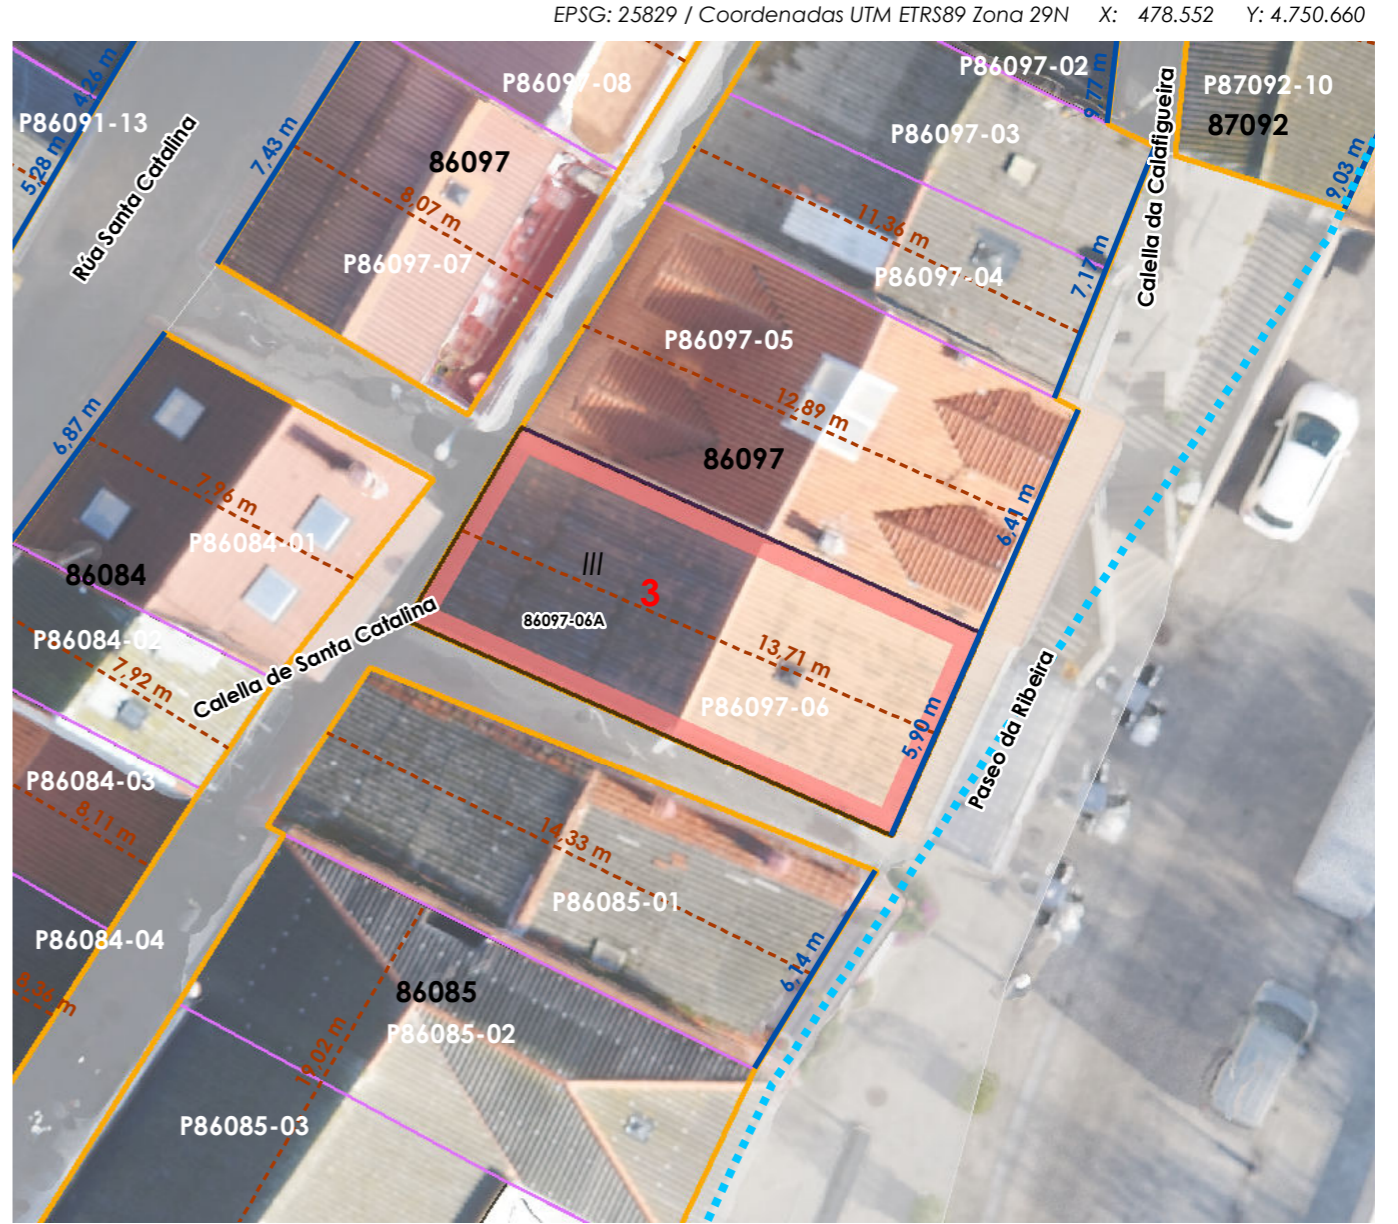 EPSG: 25829 / Coordenadas UTM ETRS89 Zona 29N X: 478.552 Y: 4.750.660
P86097-02
9,77 m
P87092-10
87092
P86097-08
4,26 m
P86091-13
5,28 m
Rúa Santa Catalina
7,43 m
86097
8,07 m
P86097-07
P86097-03
11,36 m
P86097-04
7,17 m
Calella da Calafigueira
9,03 m
P86097-05
12,89 m
86097
6,41 m
6,87 m
7,96 m
P86084-01
86084
P86084-02
7,92 m
Calella de Santa Catalina
III
3
86097-06A
13,71 m
P86097-06
5,90 m
Paseo da Ribeira
P86084-03
8,11 m
14,33 m
P86085-01
6,14 m
P86084-04
8,36 m
86085
P86085-02
19,02 m
P86085-03